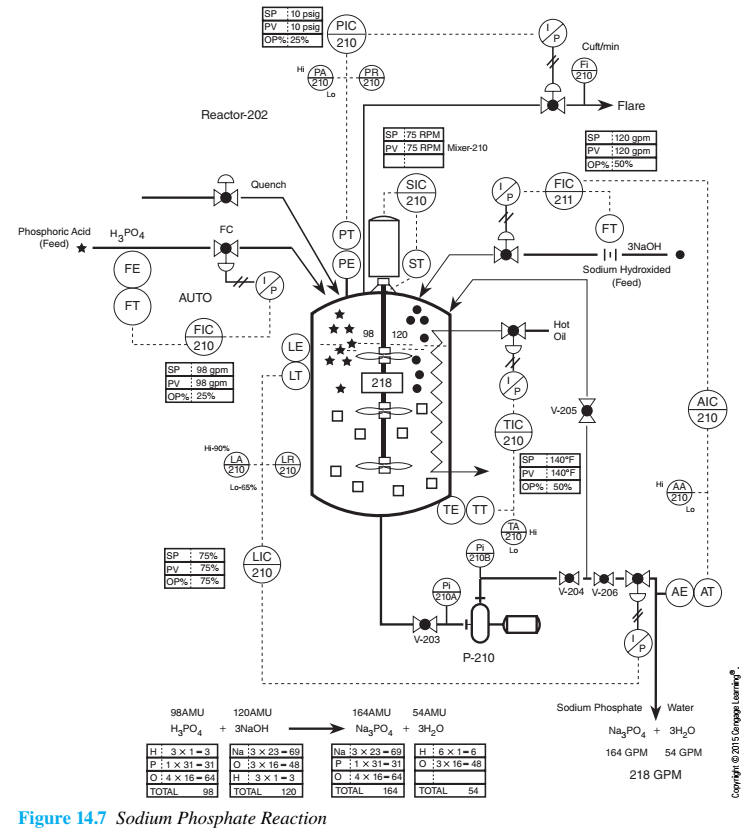 SP 10 psig
PV 10 psig
OP% 25%
PIC 210
I/P
Cuft/min
Fi 210
Hi PA 210 Lo
PR 210
Flare
Reactor-202
SP 75 RPM
PV 75 RPM
Mixer-210
SP 120 gpm
PV 120 gpm
OP% 50%
SIC 210
I/P
FIC 211
Quench
Phosphoric Acid (Feed)
H3PO4
FC
PT
PE
ST
FT
3NaOH
Sodium Hydroxided (Feed)
FE
FT
AUTO
I/P
FIC 210
SP 98 gpm
PV 98 gpm
OP% 25%
LE
LT
98 120
218
Hot Oil
I/P
TIC 210
V-205
AIC 210
SP 140°F
PV 140°F
OP% 50%
Hi-90%
LA 210
LR 210
Lo-65%
Hi AA 210 Lo
TE
TT
TA 210 Hi
Lo
SP 75%
PV 75%
OP% 75%
LIC 210
Pi 210B
Pi 210A
V-203
P-210
V-204
V-206
AE
AT
I/P
Sodium Phosphate Water
Na3PO4 + 3H2O
164 GPM 54 GPM
218 GPM
98AMU 120AMU 164AMU 54AMU
H3PO4 + 3NaOH Na3PO4 + 3H2O
H 3 × 1 = 3
P 1 × 31 = 31
O 4 × 16 = 64
TOTAL 98
Na 3 × 23 = 69
O 3 × 16 = 48
H 3 × 1 = 3
TOTAL 120
Na 3 × 23 = 69
P 1 × 31 = 31
O 4 × 16 = 64
TOTAL 164
H 6 × 1 = 6
O 3 × 16 = 48
TOTAL 54
Copyright © 2015 Cengage Learning®.
Figure 14.7 Sodium Phosphate Reaction